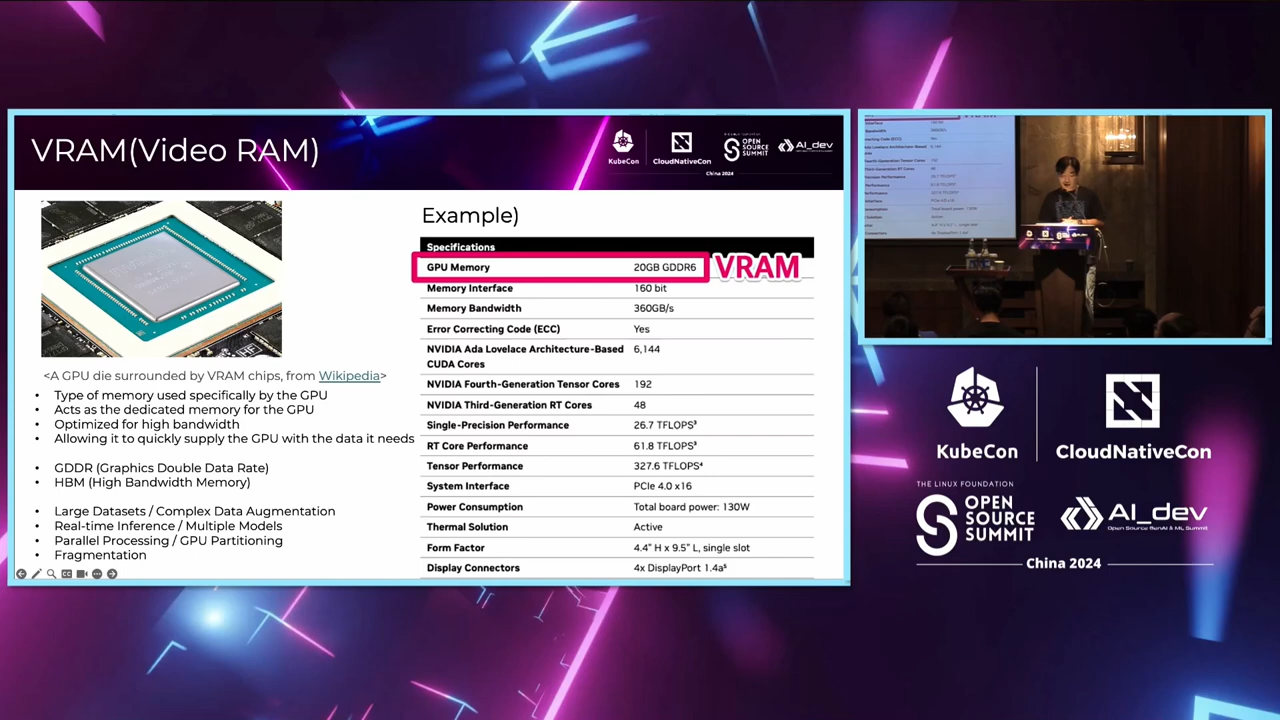 VRAM(Video RAM)
KubeCon
CloudNativeCon
THE LINUX FOUNDATION
OPEN
SOURCE
SUMMIT
AI_dev
China 2024
<A GPU die surrounded by VRAM chips, from Wikipedia>
• Type of memory used specifically by the GPU
• Acts as the dedicated memory for the GPU
• Optimized for high bandwidth
• Allowing it to quickly supply the GPU with the data it needs
• GDDR (Graphics Double Data Rate)
• HBM (High Bandwidth Memory)
• Large Datasets / Complex Data Augmentation
• Real-time Inference / Multiple Models
• Parallel Processing / GPU Partitioning
• Fragmentation
Example)
Specifications
GPU Memory 20GB GDDR6 VRAM
Memory Interface 160 bit
Memory Bandwidth 360GB/s
Error Correcting Code (ECC) Yes
NVIDIA Ada Lovelace Architecture-Based 6,144
CUDA Cores
NVIDIA Fourth-Generation Tensor Cores 192
NVIDIA Third-Generation RT Cores 48
Single-Precision Performance 26.7 TFLOPS³
RT Core Performance 61.8 TFLOPS³
Tensor Performance 327.6 TFLOPS⁴
System Interface PCIe 4.0 x16
Power Consumption Total board power: 130W
Thermal Solution Active
Form Factor 4.4” H x 9.5” L, single slot
Display Connectors 4x DisplayPort 1.4a⁵
KubeCon
CloudNativeCon
THE LINUX FOUNDATION
OPEN
SOURCE
SUMMIT
AI_dev
Open Source GenAI & ML Summit
China 2024